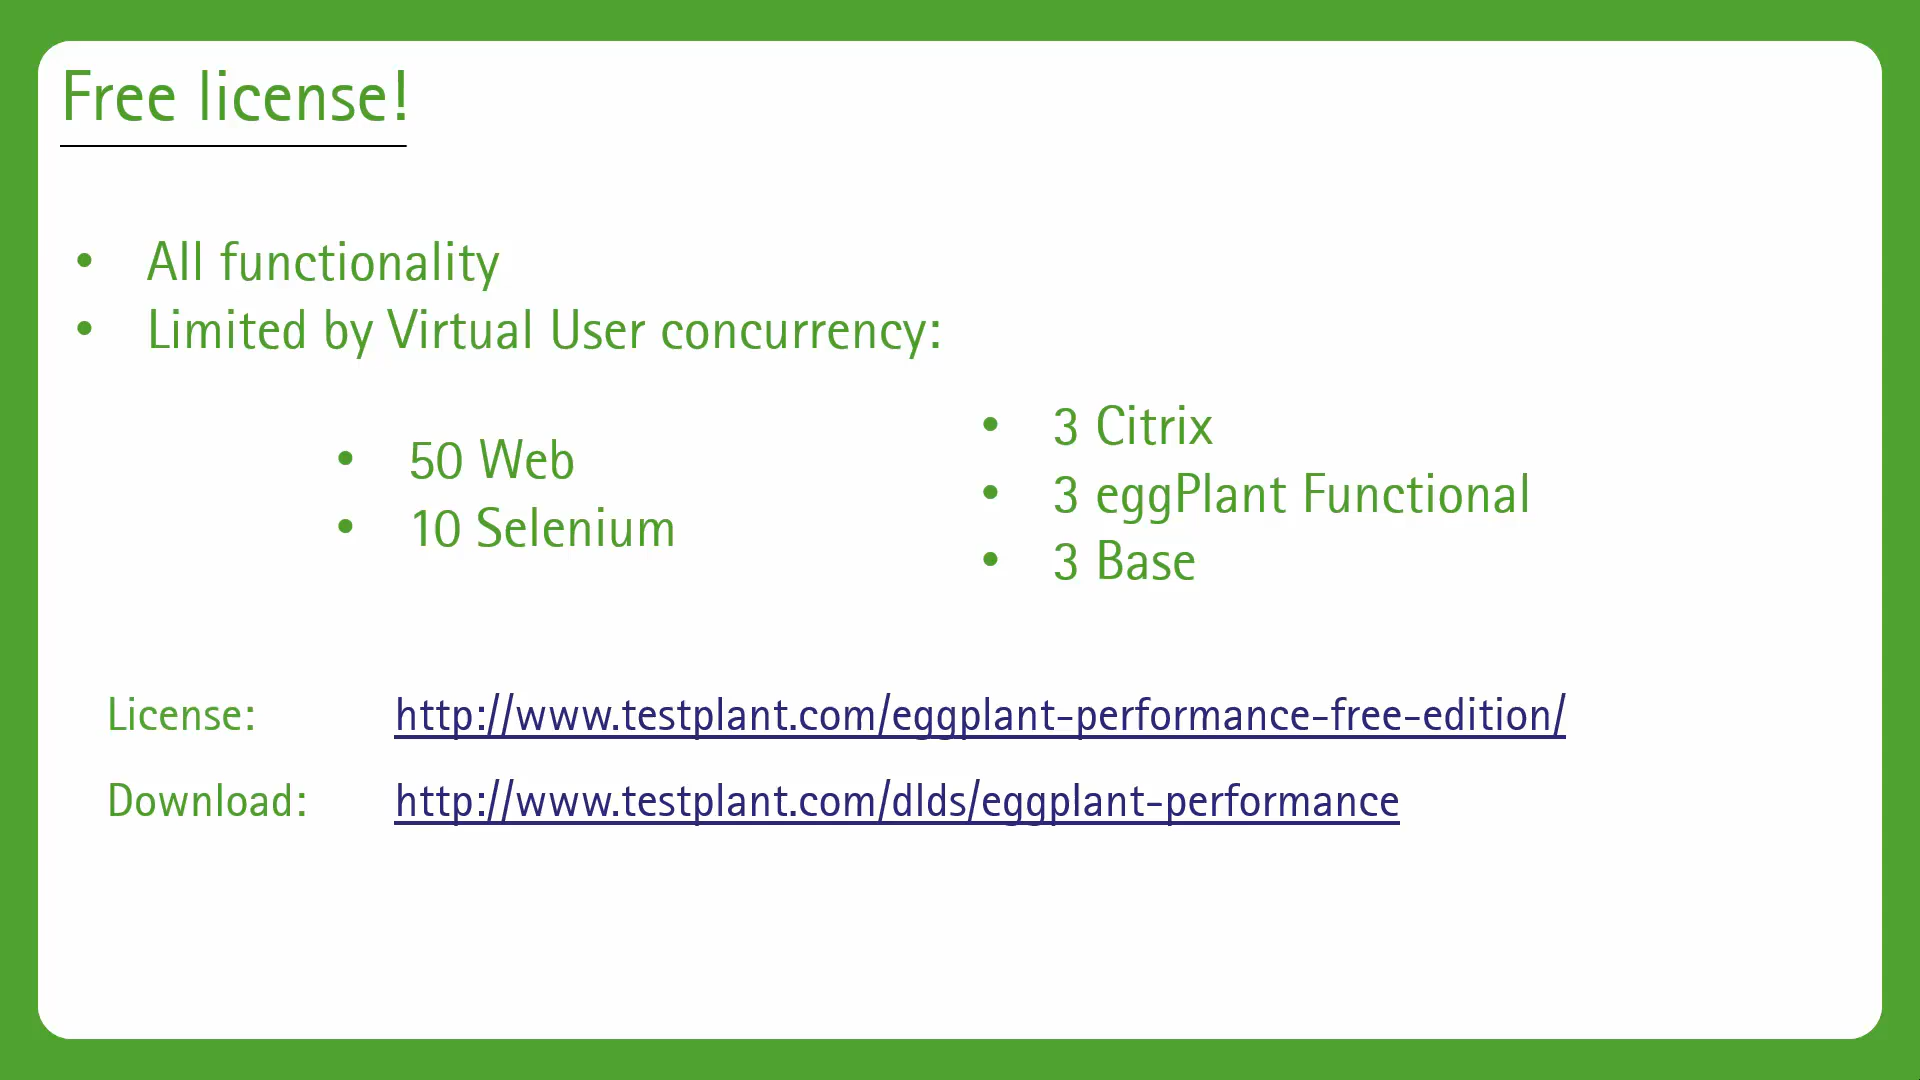 Free license!
• All functionality
• Limited by Virtual User concurrency:
• 50 Web
• 10 Selenium
• 3 Citrix
• 3 eggPlant Functional
• 3 Base
License: http://www.testplant.com/eggplant-performance-free-edition/
Download: http://www.testplant.com/dlds/eggplant-performance